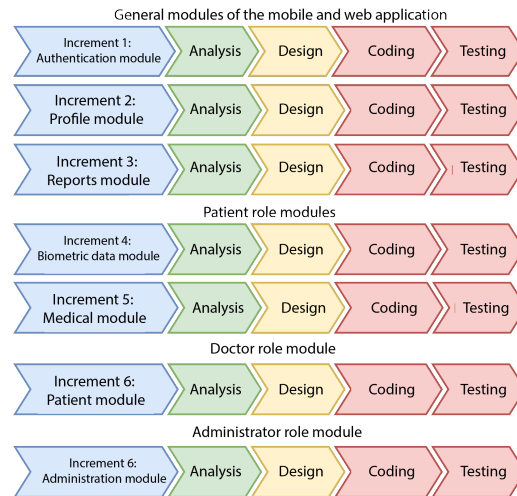 General modules of the mobile and web application
Increment 1:
Authentication module
Analysis
Design
Coding
Testing
Increment 2:
Profile module
Analysis
Design
Coding
Testing
Increment 3:
Reports module
Analysis
Design
Coding
Testing
Patient role modules
Increment 4:
Biometric data module
Analysis
Design
Coding
Testing
Increment 5:
Medical module
Analysis
Design
Coding
Testing
Doctor role module
Increment 6:
Patient module
Analysis
Design
Coding
Testing
Administrator role module
Increment 6:
Administration module
Analysis
Design
Coding
Testing